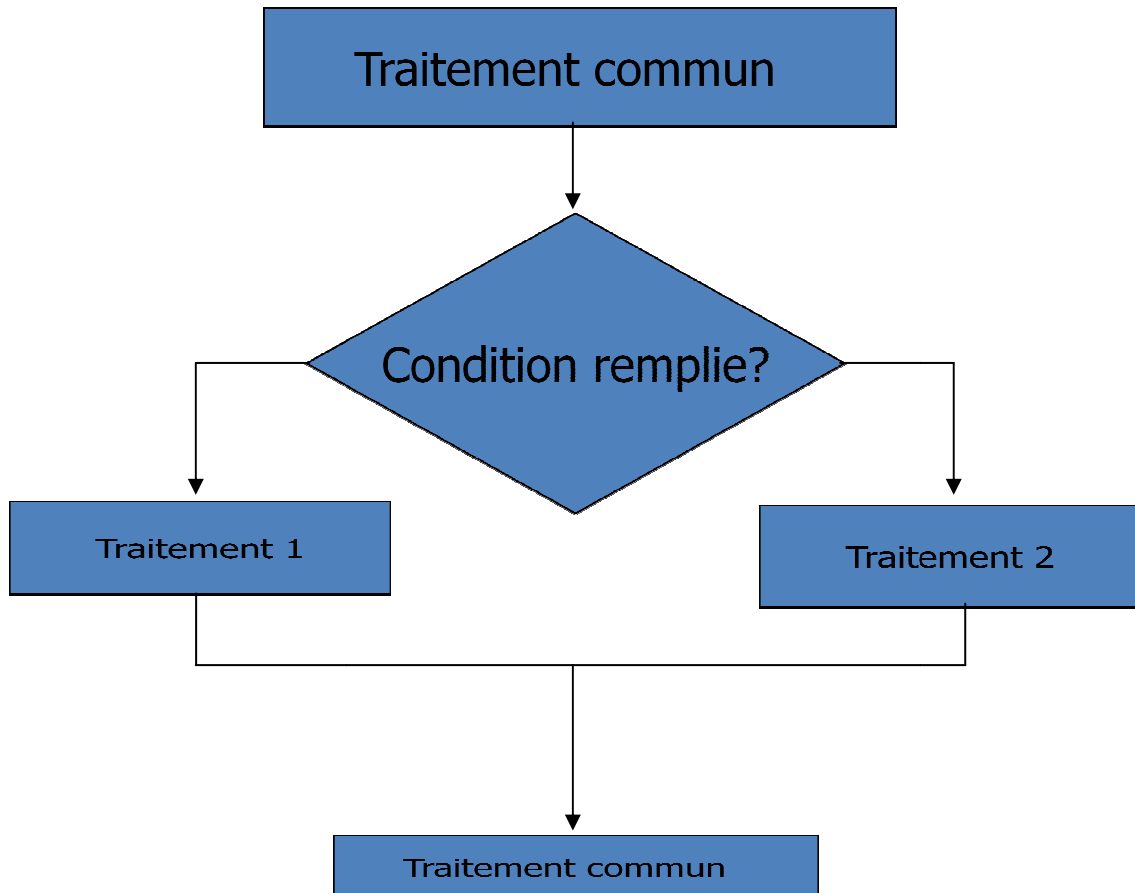 Traitement commun
Condition remplie?
Traitement 1
Traitement 2
Traitement commun